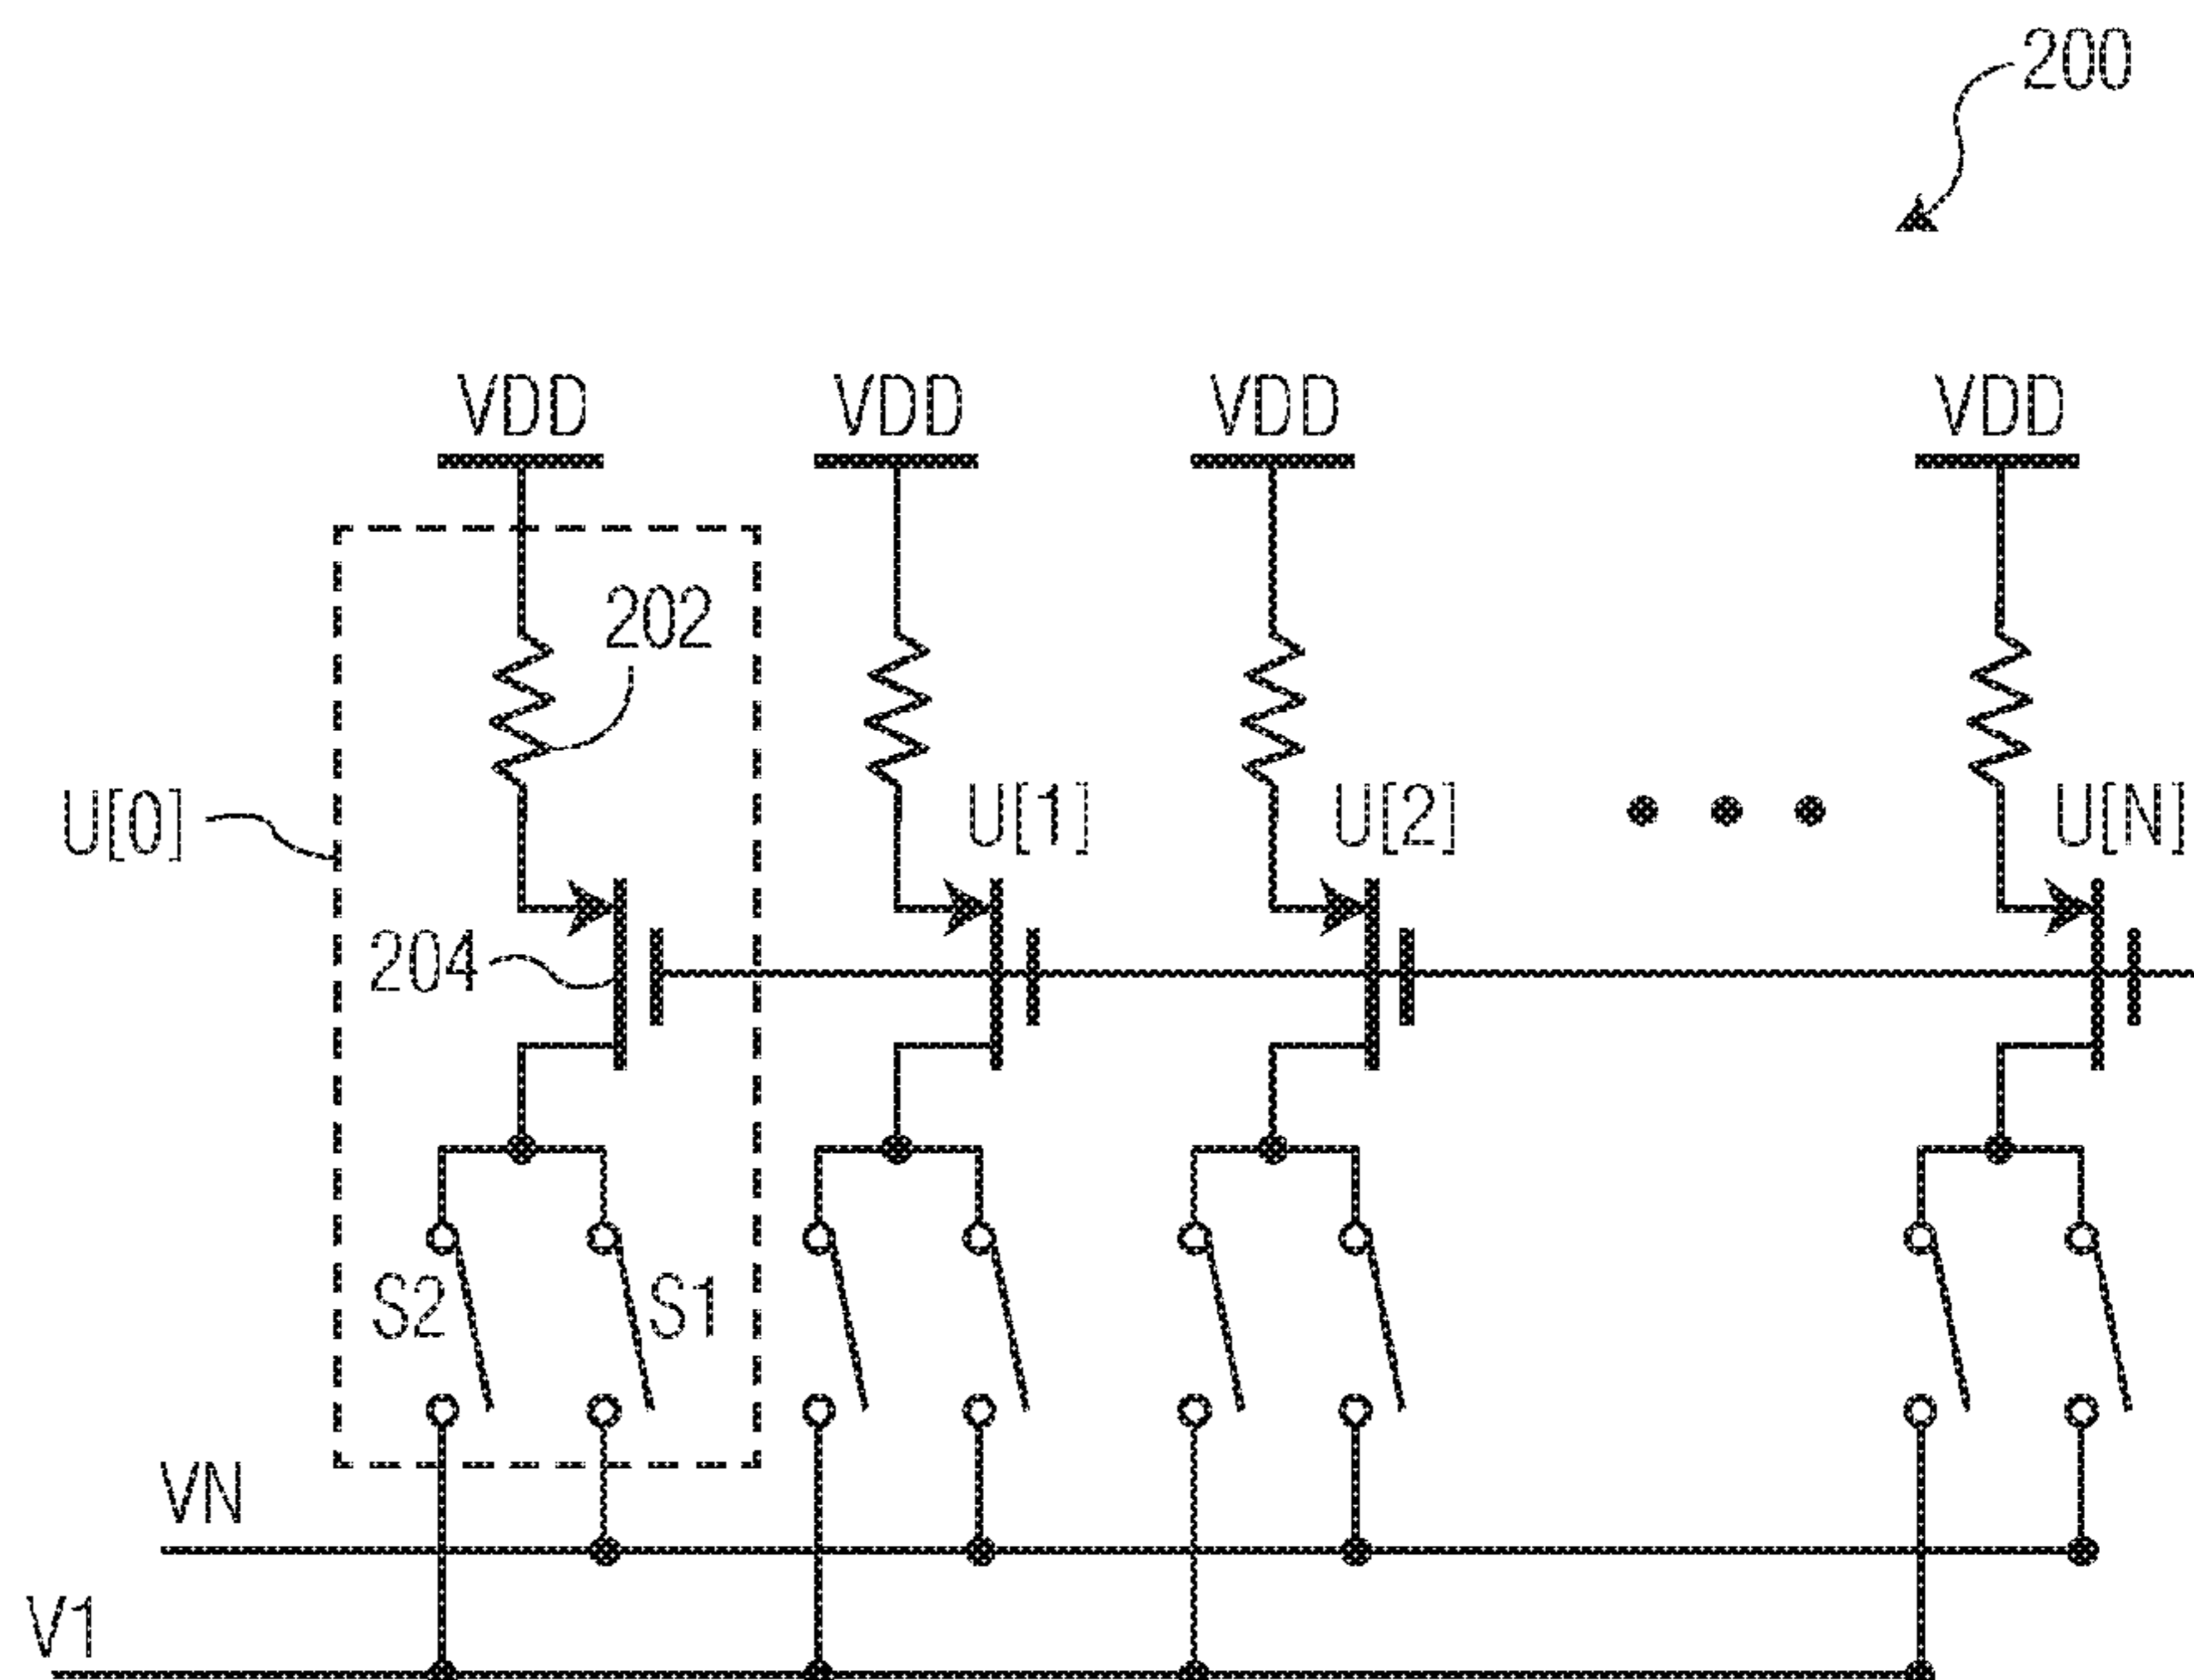 200
VDD VDD VDD VDD
202
U[0] U[1] U[2] U[N]
204
S2 S1
VN
V1